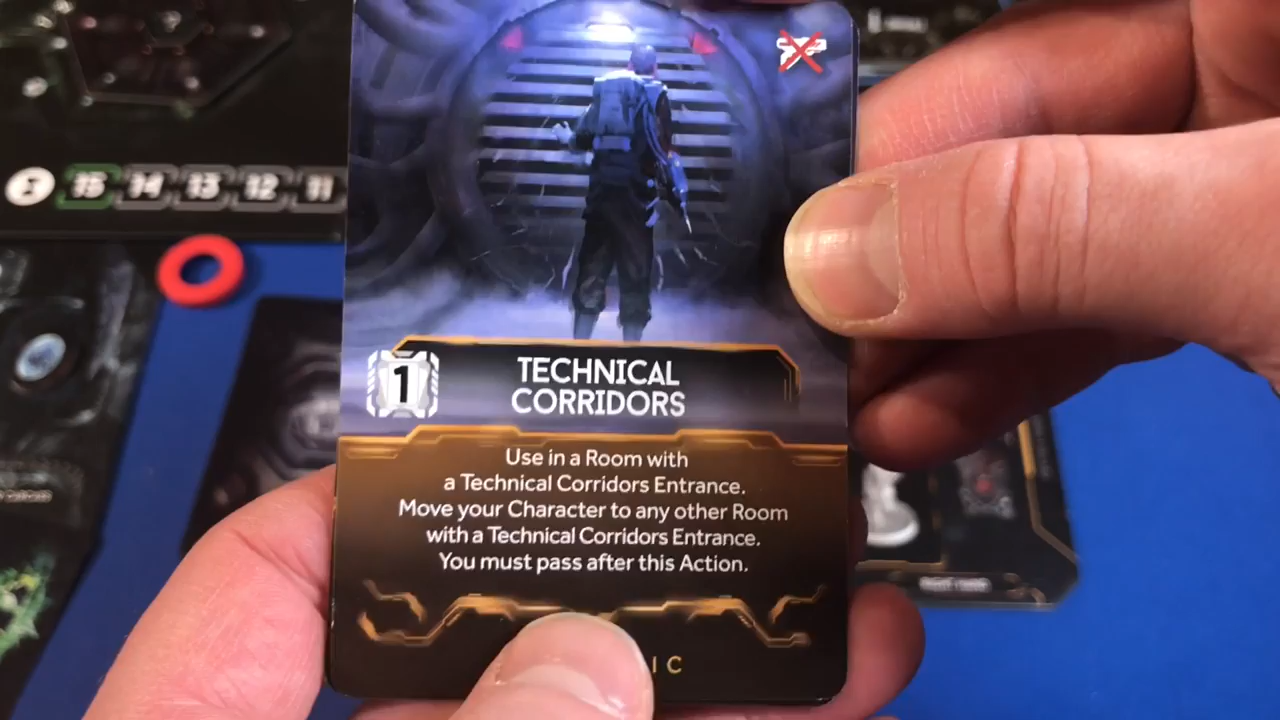 15 14 13 12 11
1
TECHNICAL
CORRIDORS
Use in a Room with
a Technical Corridors Entrance.
Move your Character to any other Room
with a Technical Corridors Entrance.
You must pass after this Action.
IC